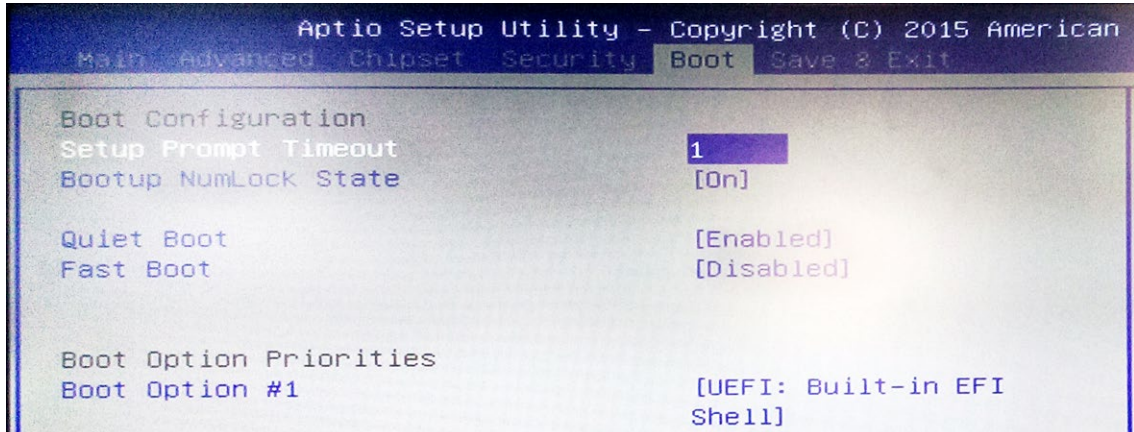 Aptio Setup Utility – Copyright (C) 2015 American
Main Advanced Chipset Security Boot Save & Exit
Boot Configuration
Setup Prompt Timeout 1
Bootup NumLock State [On]
Quiet Boot [Enabled]
Fast Boot [Disabled]
Boot Option Priorities
Boot Option #1 [UEFI: Built-in EFI
Shell]